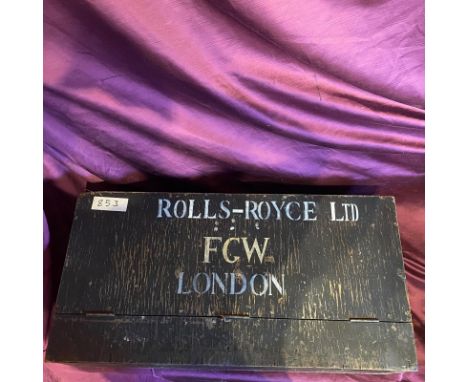 853
ROLLS-ROYCE LTD
FCW
LONDON